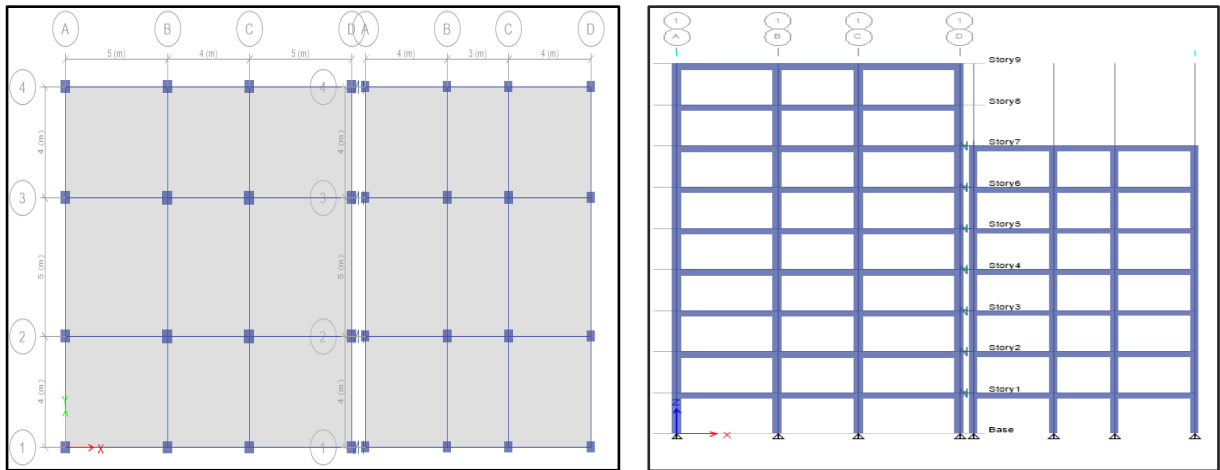 A B C D A B C D
5 (m) 4 (m) 5 (m) 4 (m) 3 (m) 4 (m)
4 4
4 (m) 4 (m)
3 3
5 (m) 5 (m)
2 2
4 (m) 4 (m)
Y
1 X 1
1 1 1 1
A B C D
Story9
Story8
Story7
Story6
Story5
Story4
Story3
Story2
Story1
Z
X Base